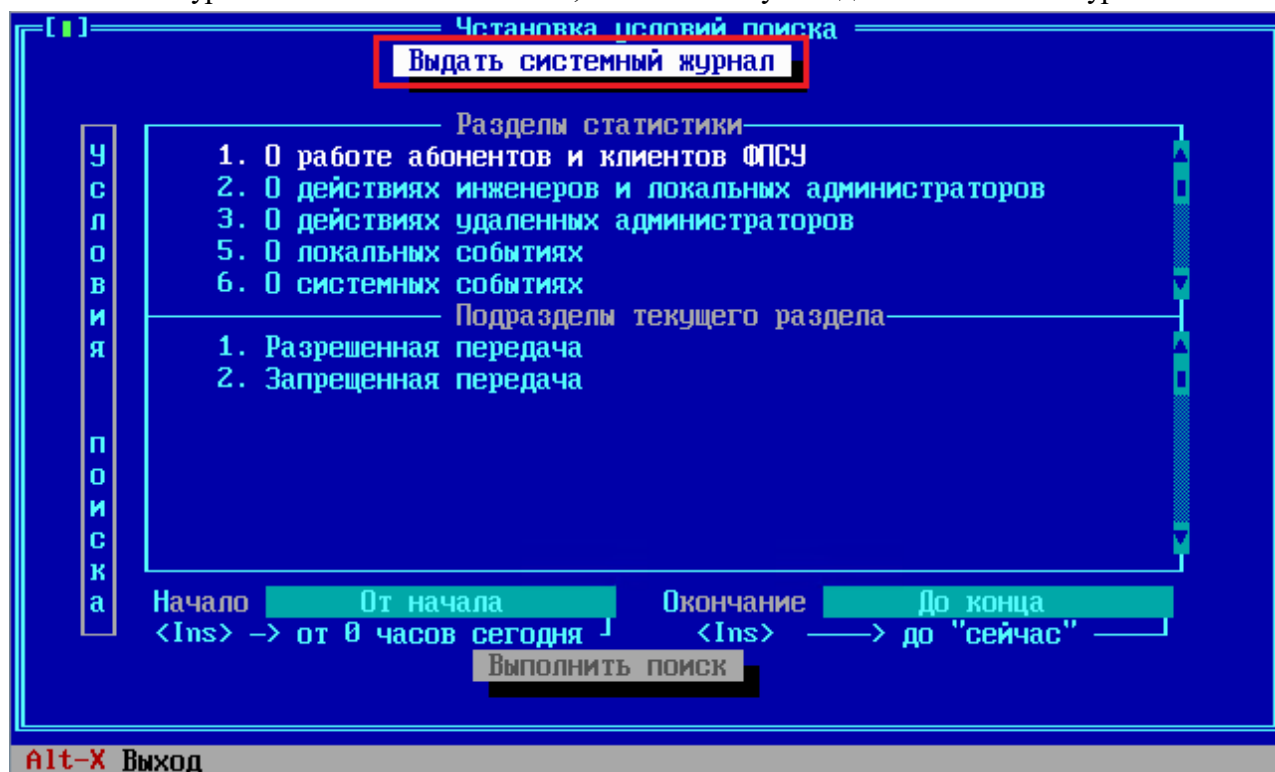 [ ] Установка условий поиска
Выдать системный журнал
Условия поиска
Разделы статистики
1. О работе абонентов и клиентов ФПСУ
2. О действиях инженеров и локальных администраторов
3. О действиях удаленных администраторов
5. О локальных событиях
6. О системных событиях
Подразделы текущего раздела
1. Разрешенная передача
2. Запрещенная передача
Начало От начала Окончание До конца
<Ins> —> от 0 часов сегодня <Ins> ——> до "сейчас"
Выполнить поиск
Alt-X Выход